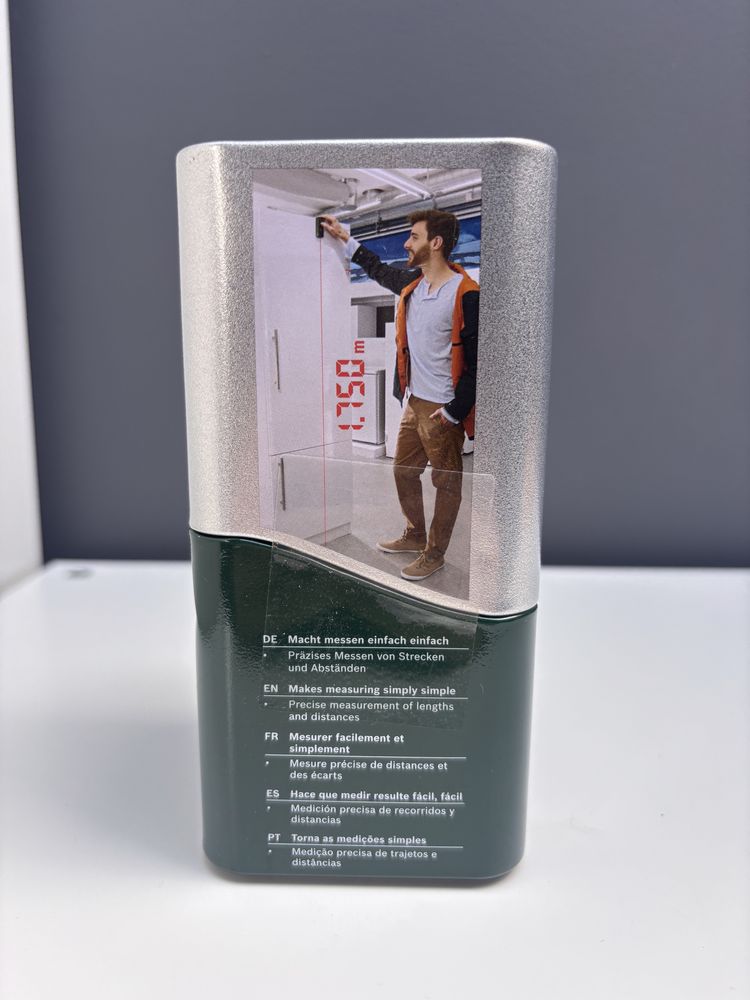 1.750 m
DE Macht messen einfach einfach
• Präzises Messen von Strecken
und Abständen
EN Makes measuring simply simple
• Precise measurement of lengths
and distances
FR Mesurer facilement et
simplement
• Mesure précise de distances et
des écarts
ES Hace que medir resulte fácil, fácil
• Medición precisa de recorridos y
distancias
PT Torna as medições simples
• Medição precisa de trajetos e
distâncias